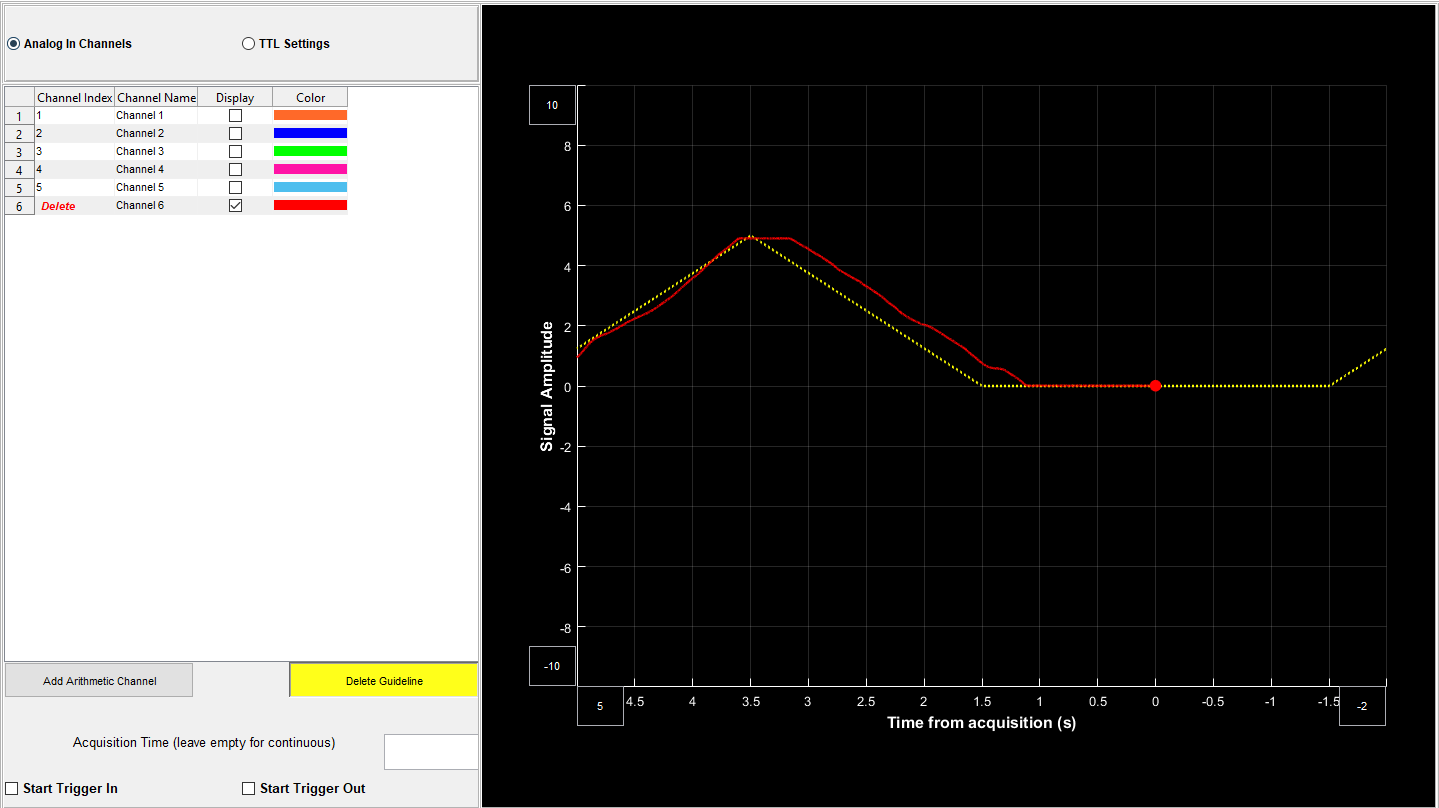 Analog In Channels TTL Settings
Channel Index Channel Name Display Color
1 1 Channel 1
2 2 Channel 2
3 3 Channel 3
4 4 Channel 4
5 5 Channel 5
6 Delete Channel 6
Add Arithmetic Channel Delete Guideline
Acquisition Time (leave empty for continuous)
Start Trigger In Start Trigger Out
10
8
6
4
2
0
-2
-4
-6
-8
-10
Signal Amplitude
5 4.5 4 3.5 3 2.5 2 1.5 1 0.5 0 -0.5 -1 -1.5 -2
Time from acquisition (s)